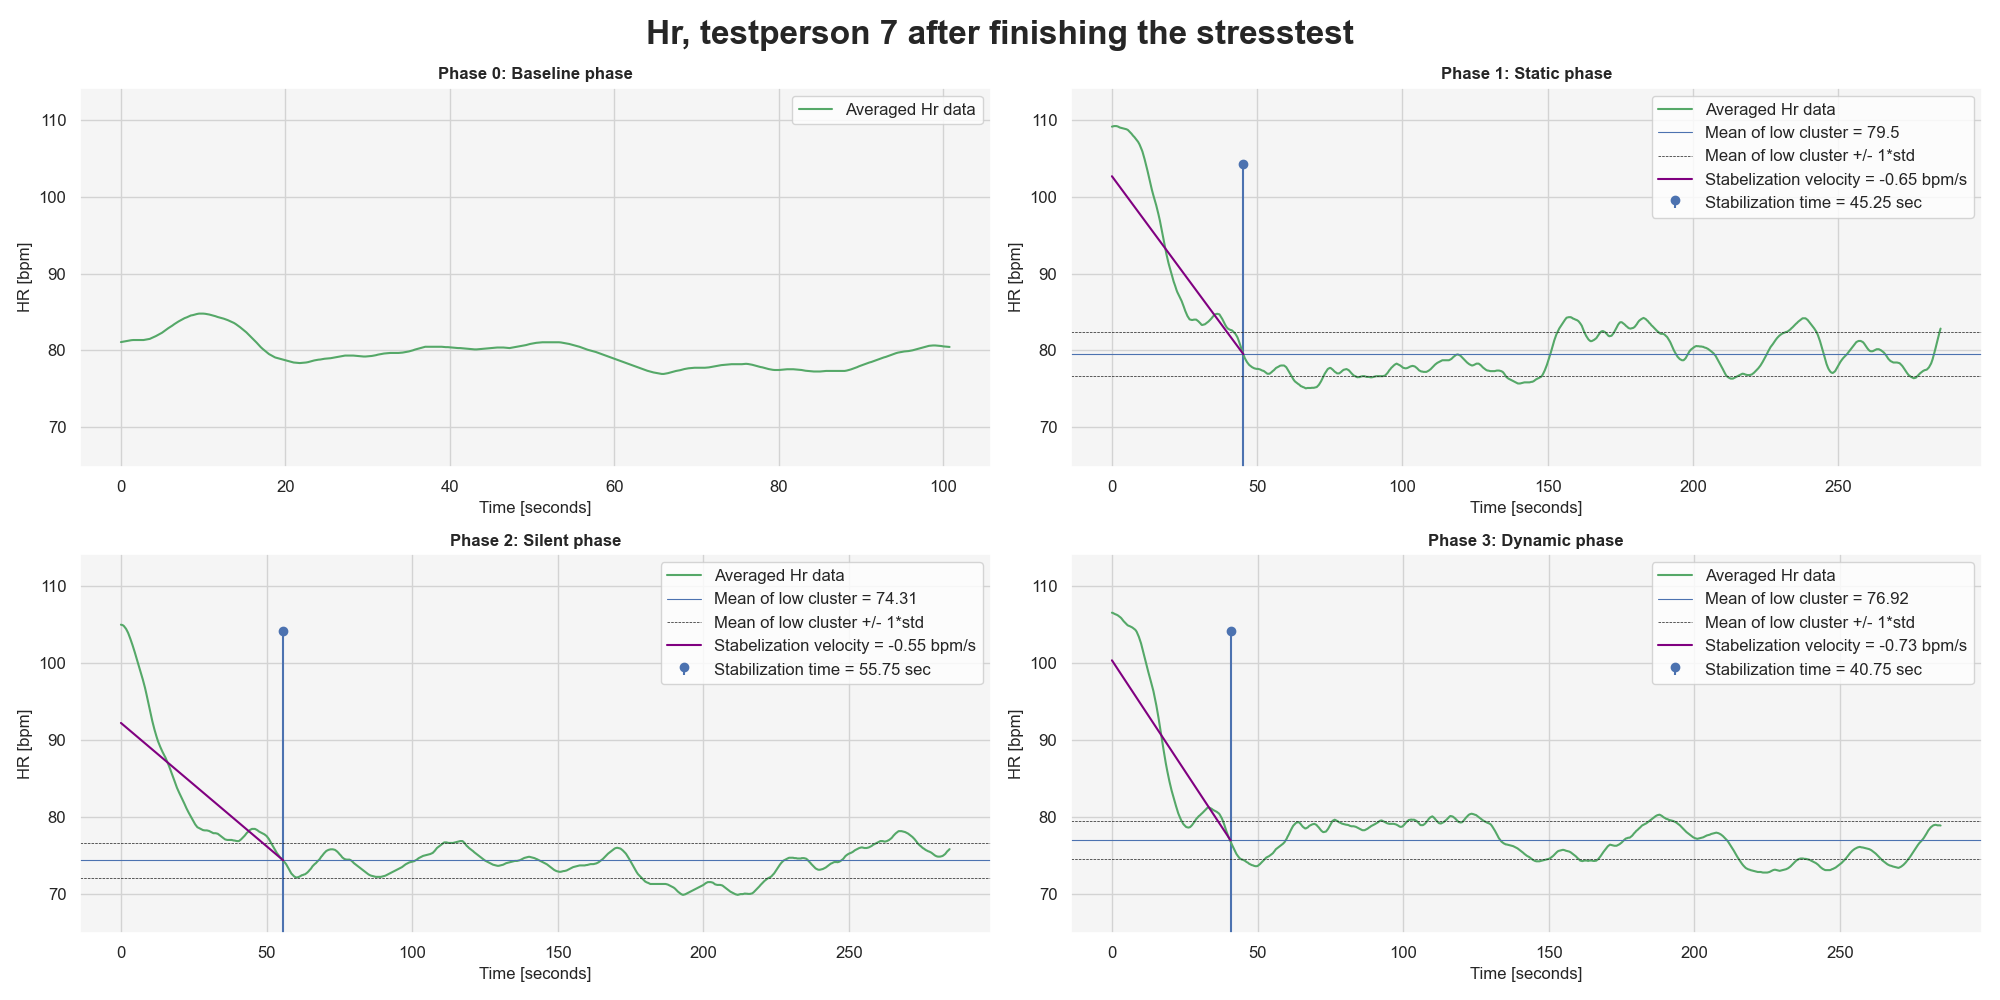 Hr, testperson 7 after finishing the stresstest
Phase 0: Baseline phase
Averaged Hr data
110
100
90
80
70
HR [bpm]
0 20 40 60 80 100
Time [seconds]
Phase 1: Static phase
Averaged Hr data
Mean of low cluster = 79.5
Mean of low cluster +/- 1*std
Stabelization velocity = -0.65 bpm/s
Stabilization time = 45.25 sec
110
100
90
80
70
HR [bpm]
0 50 100 150 200 250
Time [seconds]
Phase 2: Silent phase
Averaged Hr data
Mean of low cluster = 74.31
Mean of low cluster +/- 1*std
Stabelization velocity = -0.55 bpm/s
Stabilization time = 55.75 sec
110
100
90
80
70
HR [bpm]
0 50 100 150 200 250
Time [seconds]
Phase 3: Dynamic phase
Averaged Hr data
Mean of low cluster = 76.92
Mean of low cluster +/- 1*std
Stabelization velocity = -0.73 bpm/s
Stabilization time = 40.75 sec
110
100
90
80
70
HR [bpm]
0 50 100 150 200 250
Time [seconds]